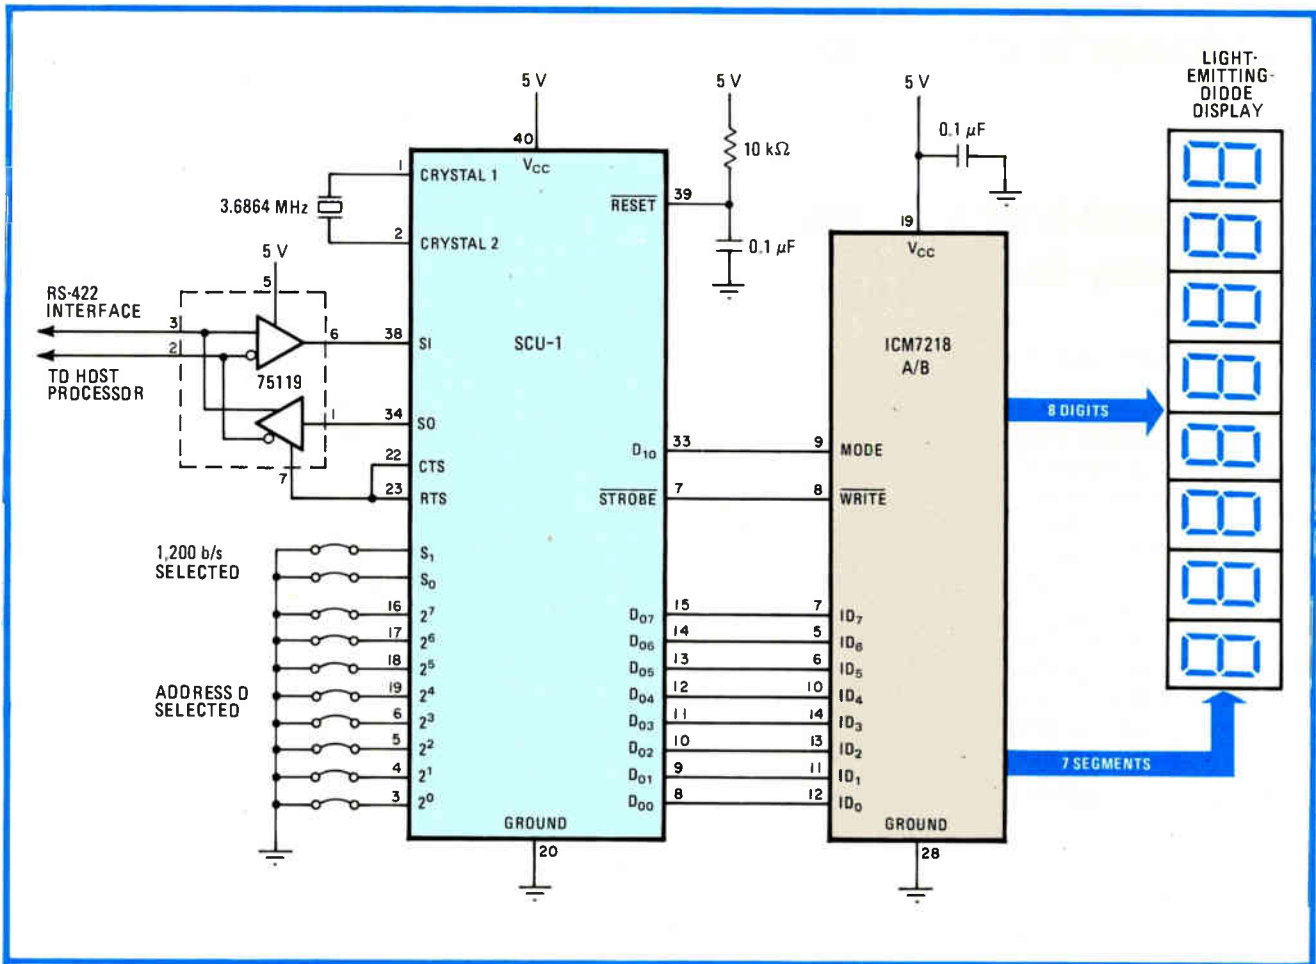 LIGHT-
EMITTING-
DIODE
DISPLAY
5 V
5 V
5 V
40
VCC
0.1 µF
10 kΩ
1
CRYSTAL 1
3.6864 MHz
2
CRYSTAL 2
RESET
39
0.1 µF
19
VCC
5 V
5
RS-422
INTERFACE
3
6
38
SI
2
75119
TO HOST
PROCESSOR
1
34
SO
22
CTS
7
23
RTS
SCU-1
ICM7218
A/B
8 DIGITS
D10
33
9
MODE
STROBE
7
8
WRITE
1,200 b/s
SELECTED
S1
S0
16
2⁷
D07
15
7
ID7
17
2⁶
D06
14
5
ID6
18
2⁵
D05
13
6
ID5
ADDRESS 0
SELECTED
19
2⁴
D04
12
10
ID4
6
2³
D03
11
14
ID3
5
2²
D02
10
13
ID2
4
2¹
D01
9
11
ID1
3
2⁰
D00
8
12
ID0
7 SEGMENTS
GROUND
20
GROUND
28